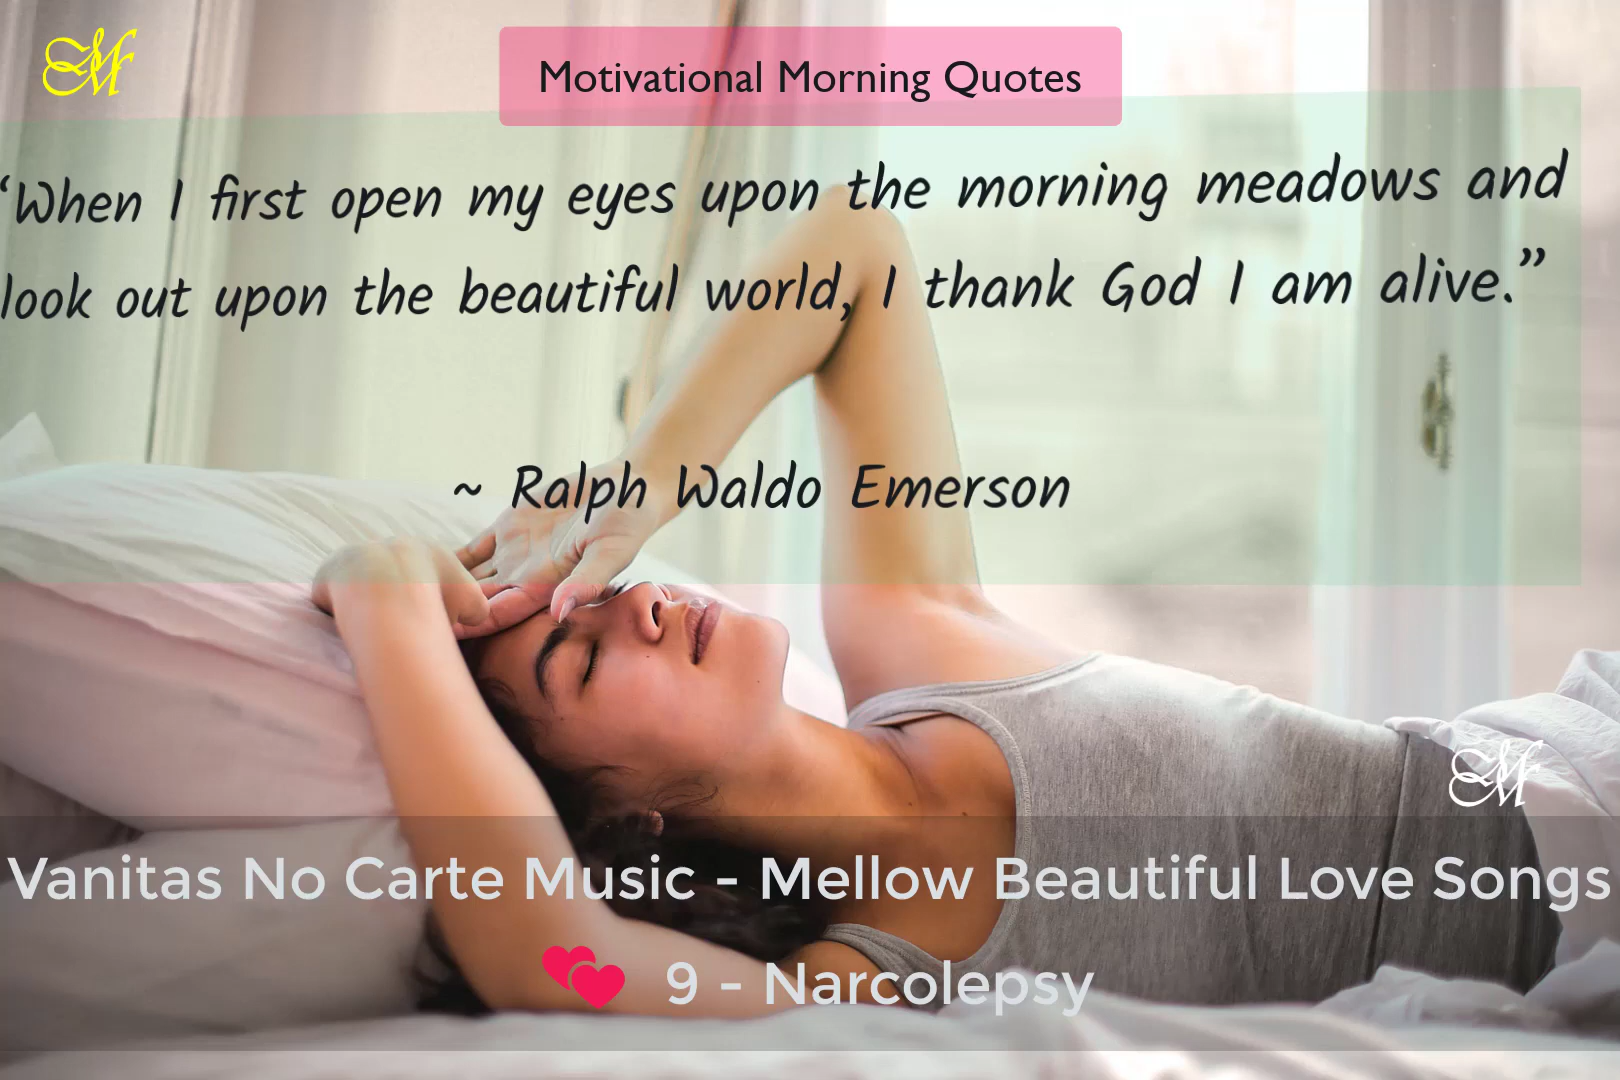 Motivational Morning Quotes
“When I first open my eyes upon the morning meadows and
look out upon the beautiful world, I thank God I am alive.”
~ Ralph Waldo Emerson
Vanitas No Carte Music - Mellow Beautiful Love Songs
9 - Narcolepsy